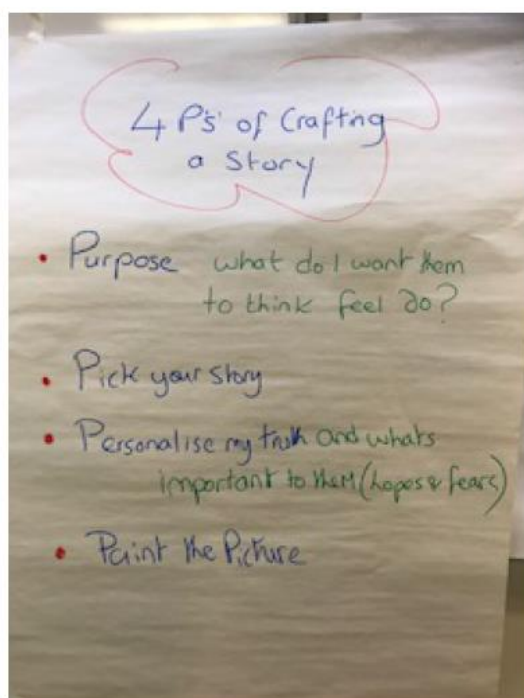 4 P's' of Crafting
a Story
• Purpose what do I want them
to think feel do?
• Pick your story
• Personalise my truth and whats
important to them (hopes & fears)
• Paint the Picture